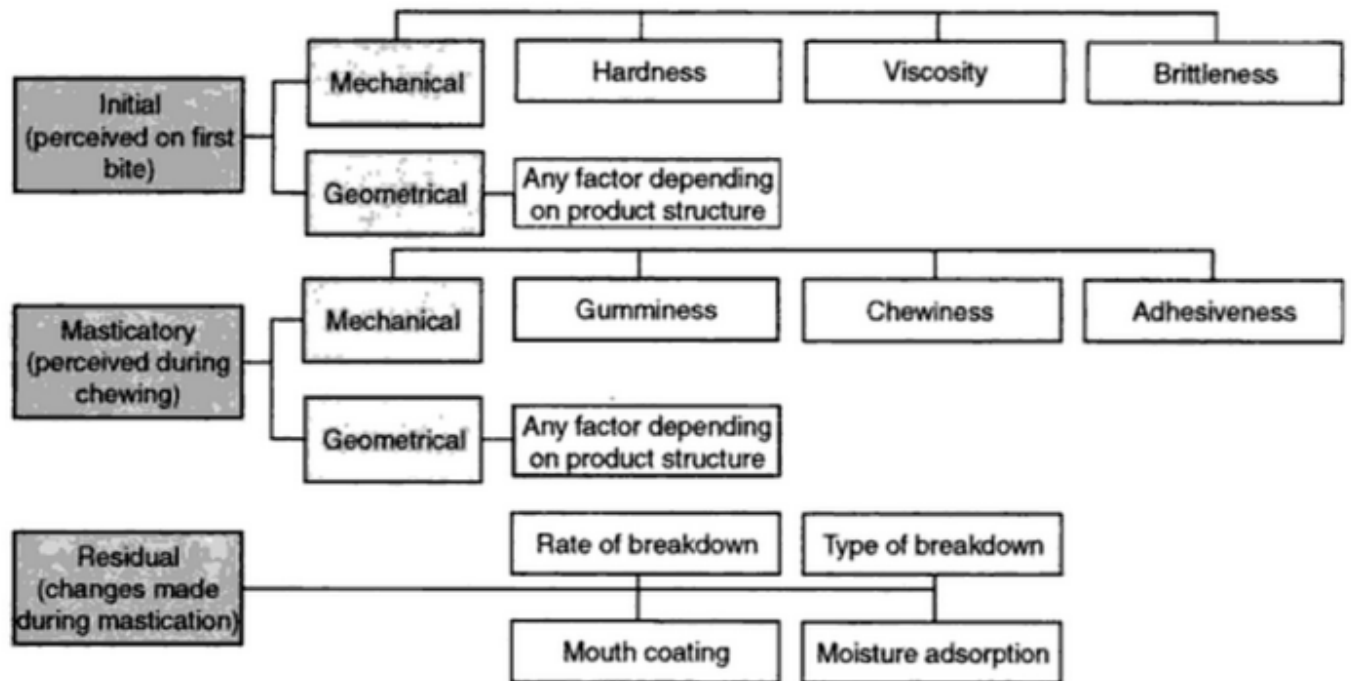 Initial
(perceived on first
bite)
Mechanical
Hardness
Viscosity
Brittleness
Geometrical
Any factor depending
on product structure
Masticatory
(perceived during
chewing)
Mechanical
Gumminess
Chewiness
Adhesiveness
Geometrical
Any factor depending
on product structure
Residual
(changes made
during mastication)
Rate of breakdown
Type of breakdown
Mouth coating
Moisture adsorption